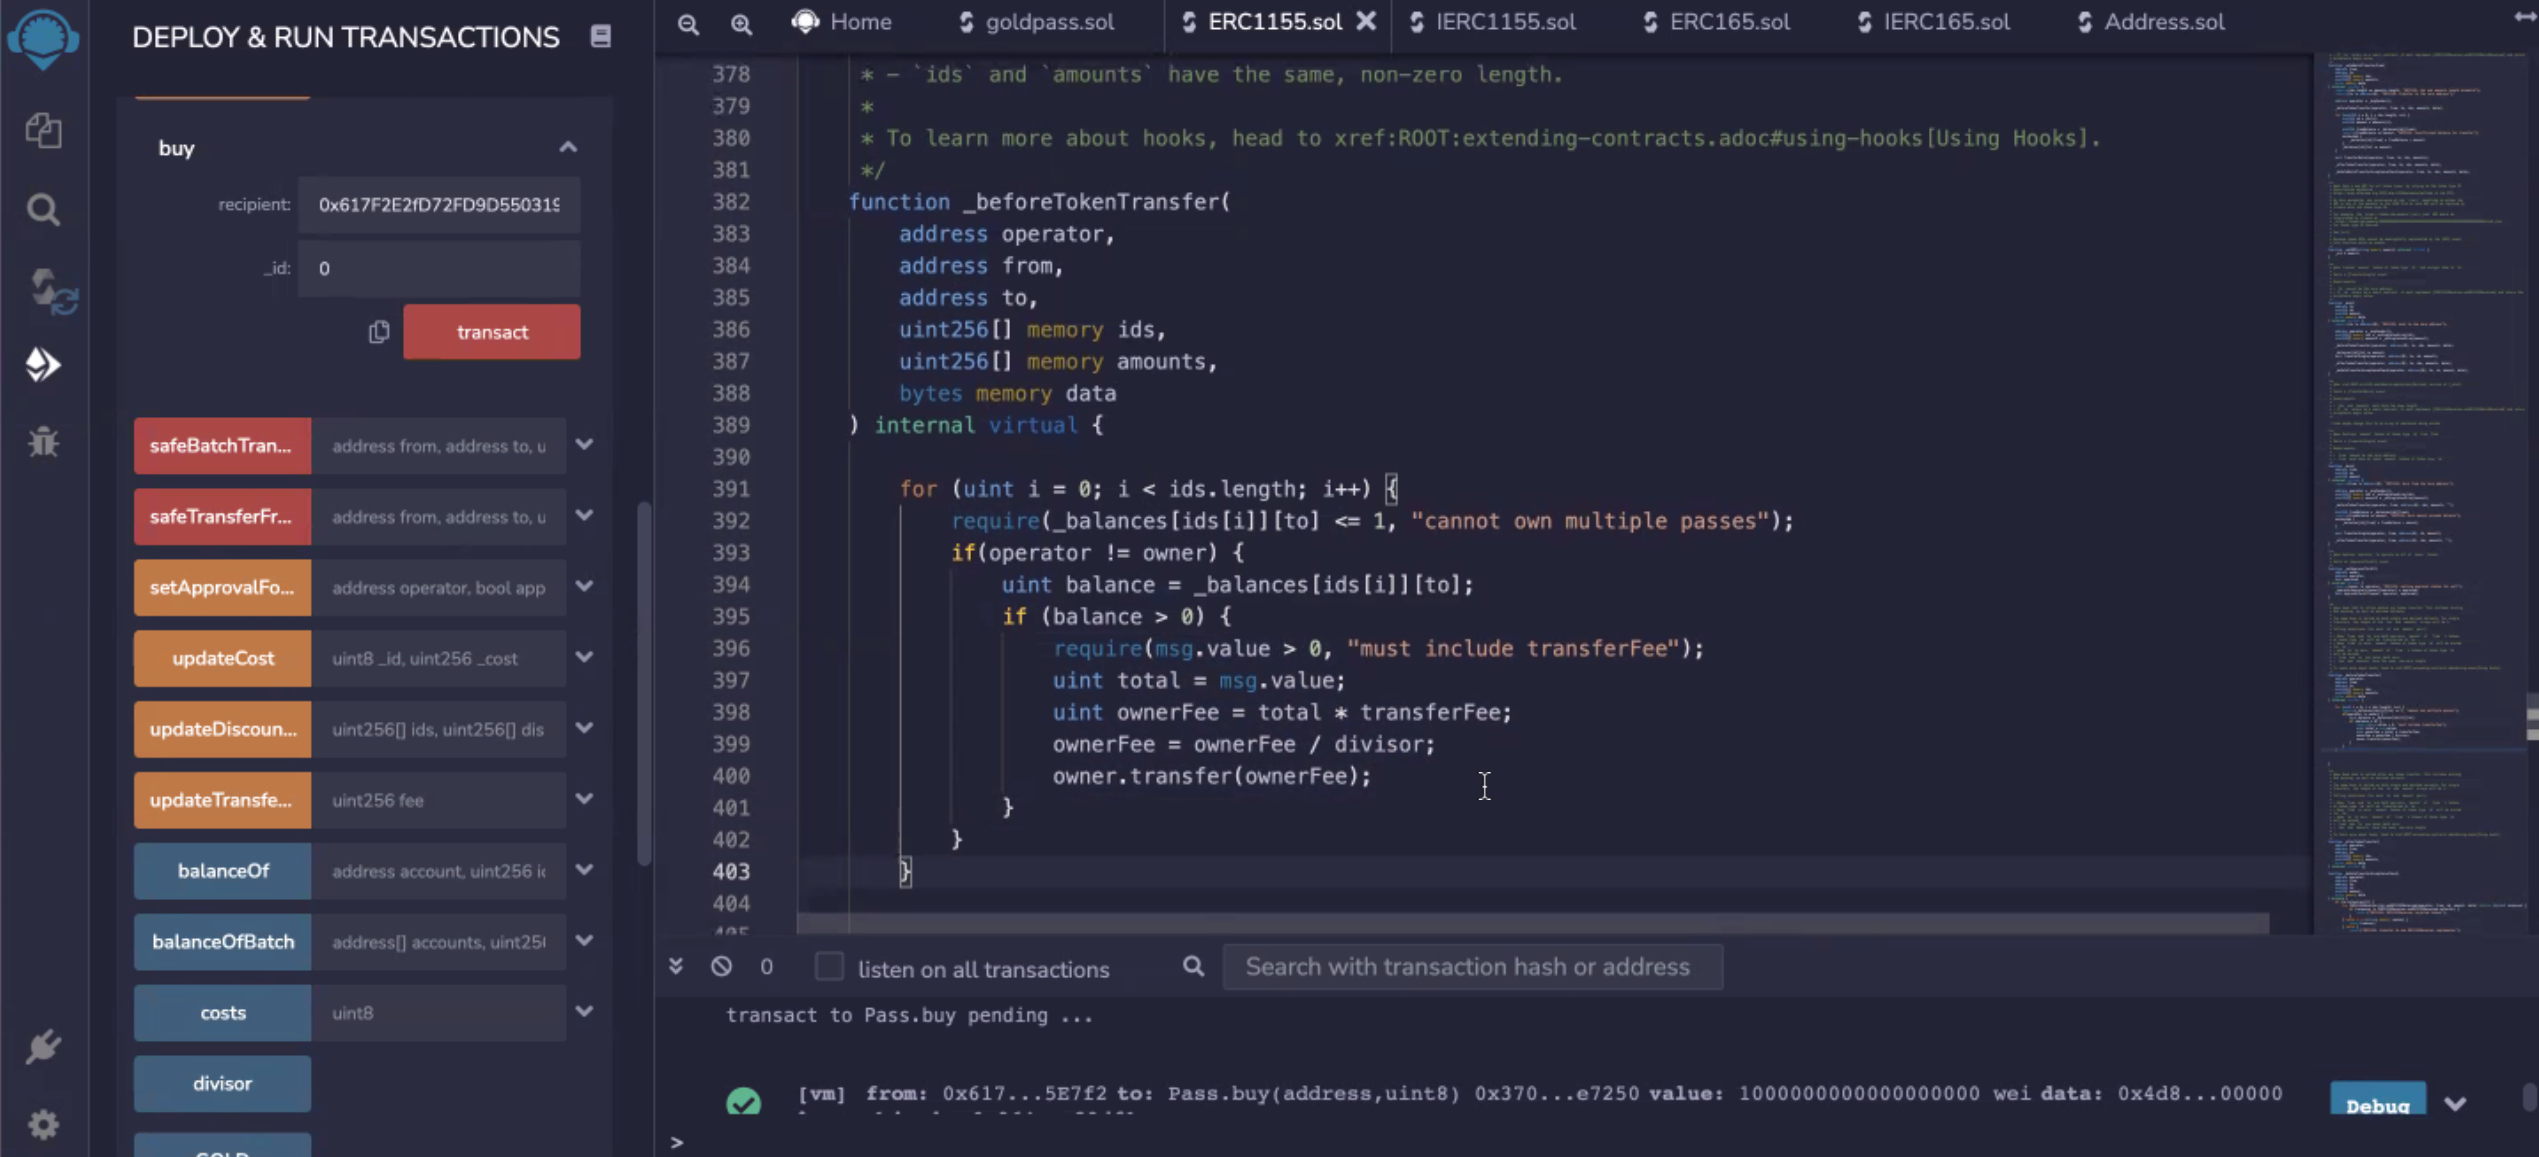 DEPLOY & RUN TRANSACTIONS
buy
recipient: 0x617F2E2fD72FD9D550319
_id: 0
transact
safeBatchTran... address from, address to, u
safeTransferFr... address from, address to, u
setApprovalFo... address operator, bool app
updateCost uint8 _id, uint256 _cost
updateDiscoun... uint256[] ids, uint256[] dis
updateTransfe... uint256 fee
balanceOf address account, uint256 id
balanceOfBatch address[] accounts, uint25
costs uint8
divisor
Home goldpass.sol ERC1155.sol IERC1155.sol ERC165.sol IERC165.sol Address.sol
378 * - `ids` and `amounts` have the same, non-zero length.
379 *
380 * To learn more about hooks, head to xref:ROOT:extending-contracts.adoc#using-hooks[Using Hooks].
381 */
382 function _beforeTokenTransfer(
383 address operator,
384 address from,
385 address to,
386 uint256[] memory ids,
387 uint256[] memory amounts,
388 bytes memory data
389 ) internal virtual {
390
391 for (uint i = 0; i < ids.length; i++) {
392 require(_balances[ids[i]][to] <= 1, "cannot own multiple passes");
393 if(operator != owner) {
394 uint balance = _balances[ids[i]][to];
395 if (balance > 0) {
396 require(msg.value > 0, "must include transferFee");
397 uint total = msg.value;
398 uint ownerFee = total * transferFee;
399 ownerFee = ownerFee / divisor;
400 owner.transfer(ownerFee);
401 }
402 }
403 }
404
0 listen on all transactions Search with transaction hash or address
transact to Pass.buy pending ...
[vm] from: 0x617...5E7f2 to: Pass.buy(address,uint8) 0x370...e7250 value: 1000000000000000000 wei data: 0x4d8...00000 Debug
>